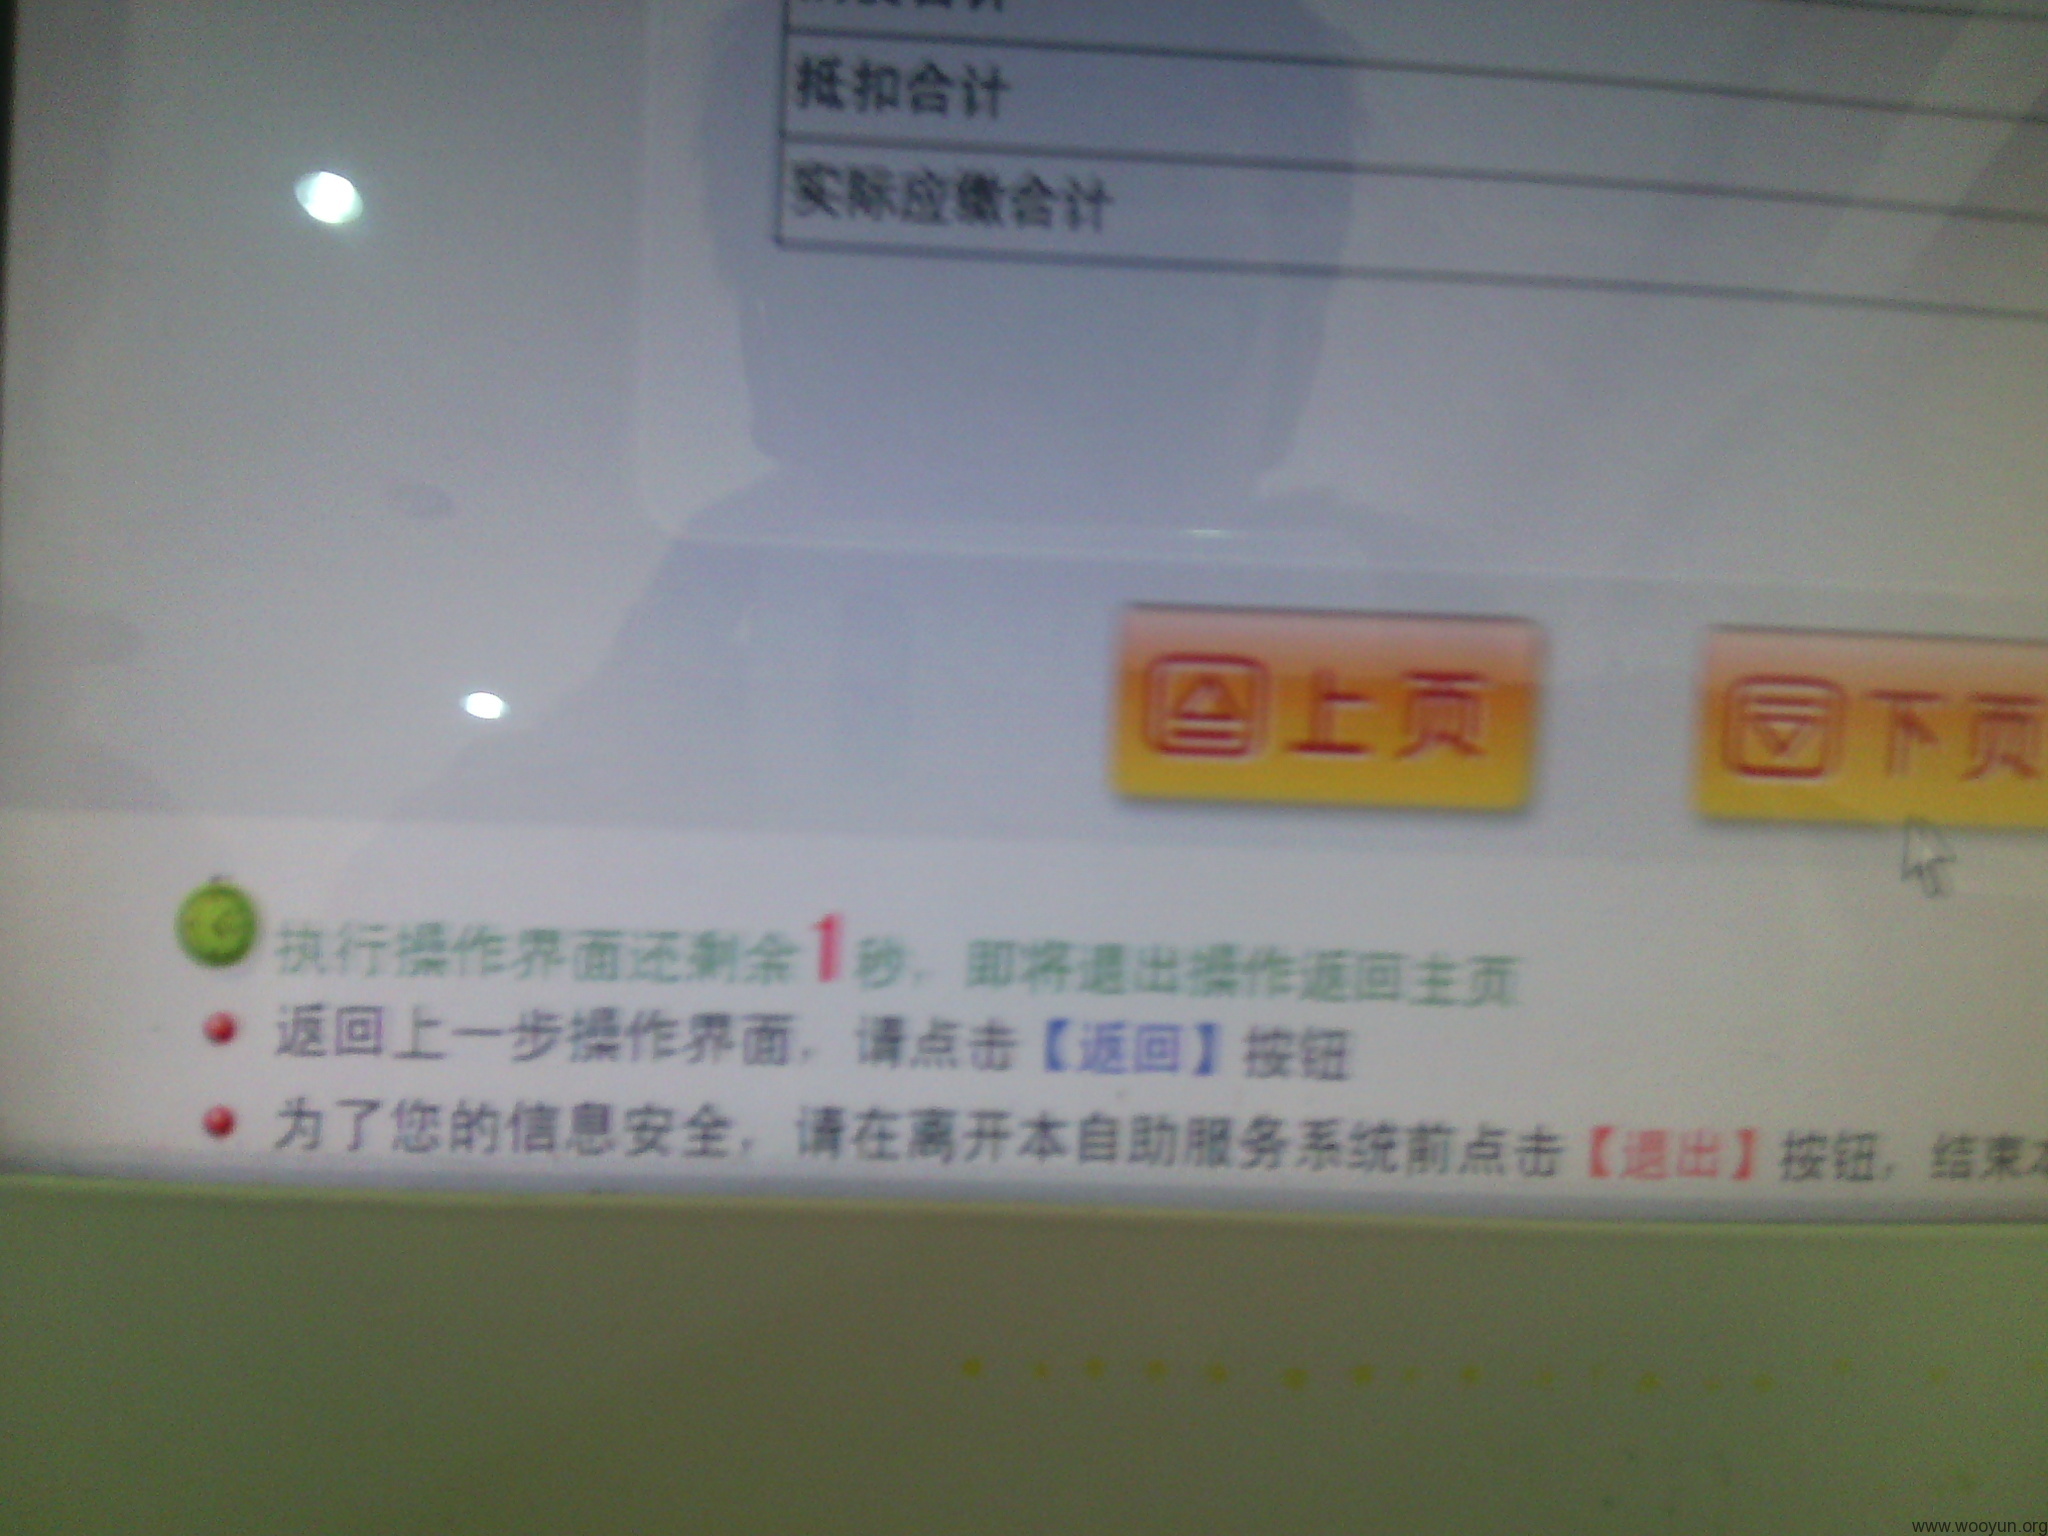 抵扣合计
实际应缴合计
上页
下页
执行操作界面还剩余1秒，即将退出操作返回主页
返回上一步操作界面，请点击【返回】按钮
为了您的信息安全，请在离开本自助服务系统前点击【退出】按钮，结束
www.wooyun.org